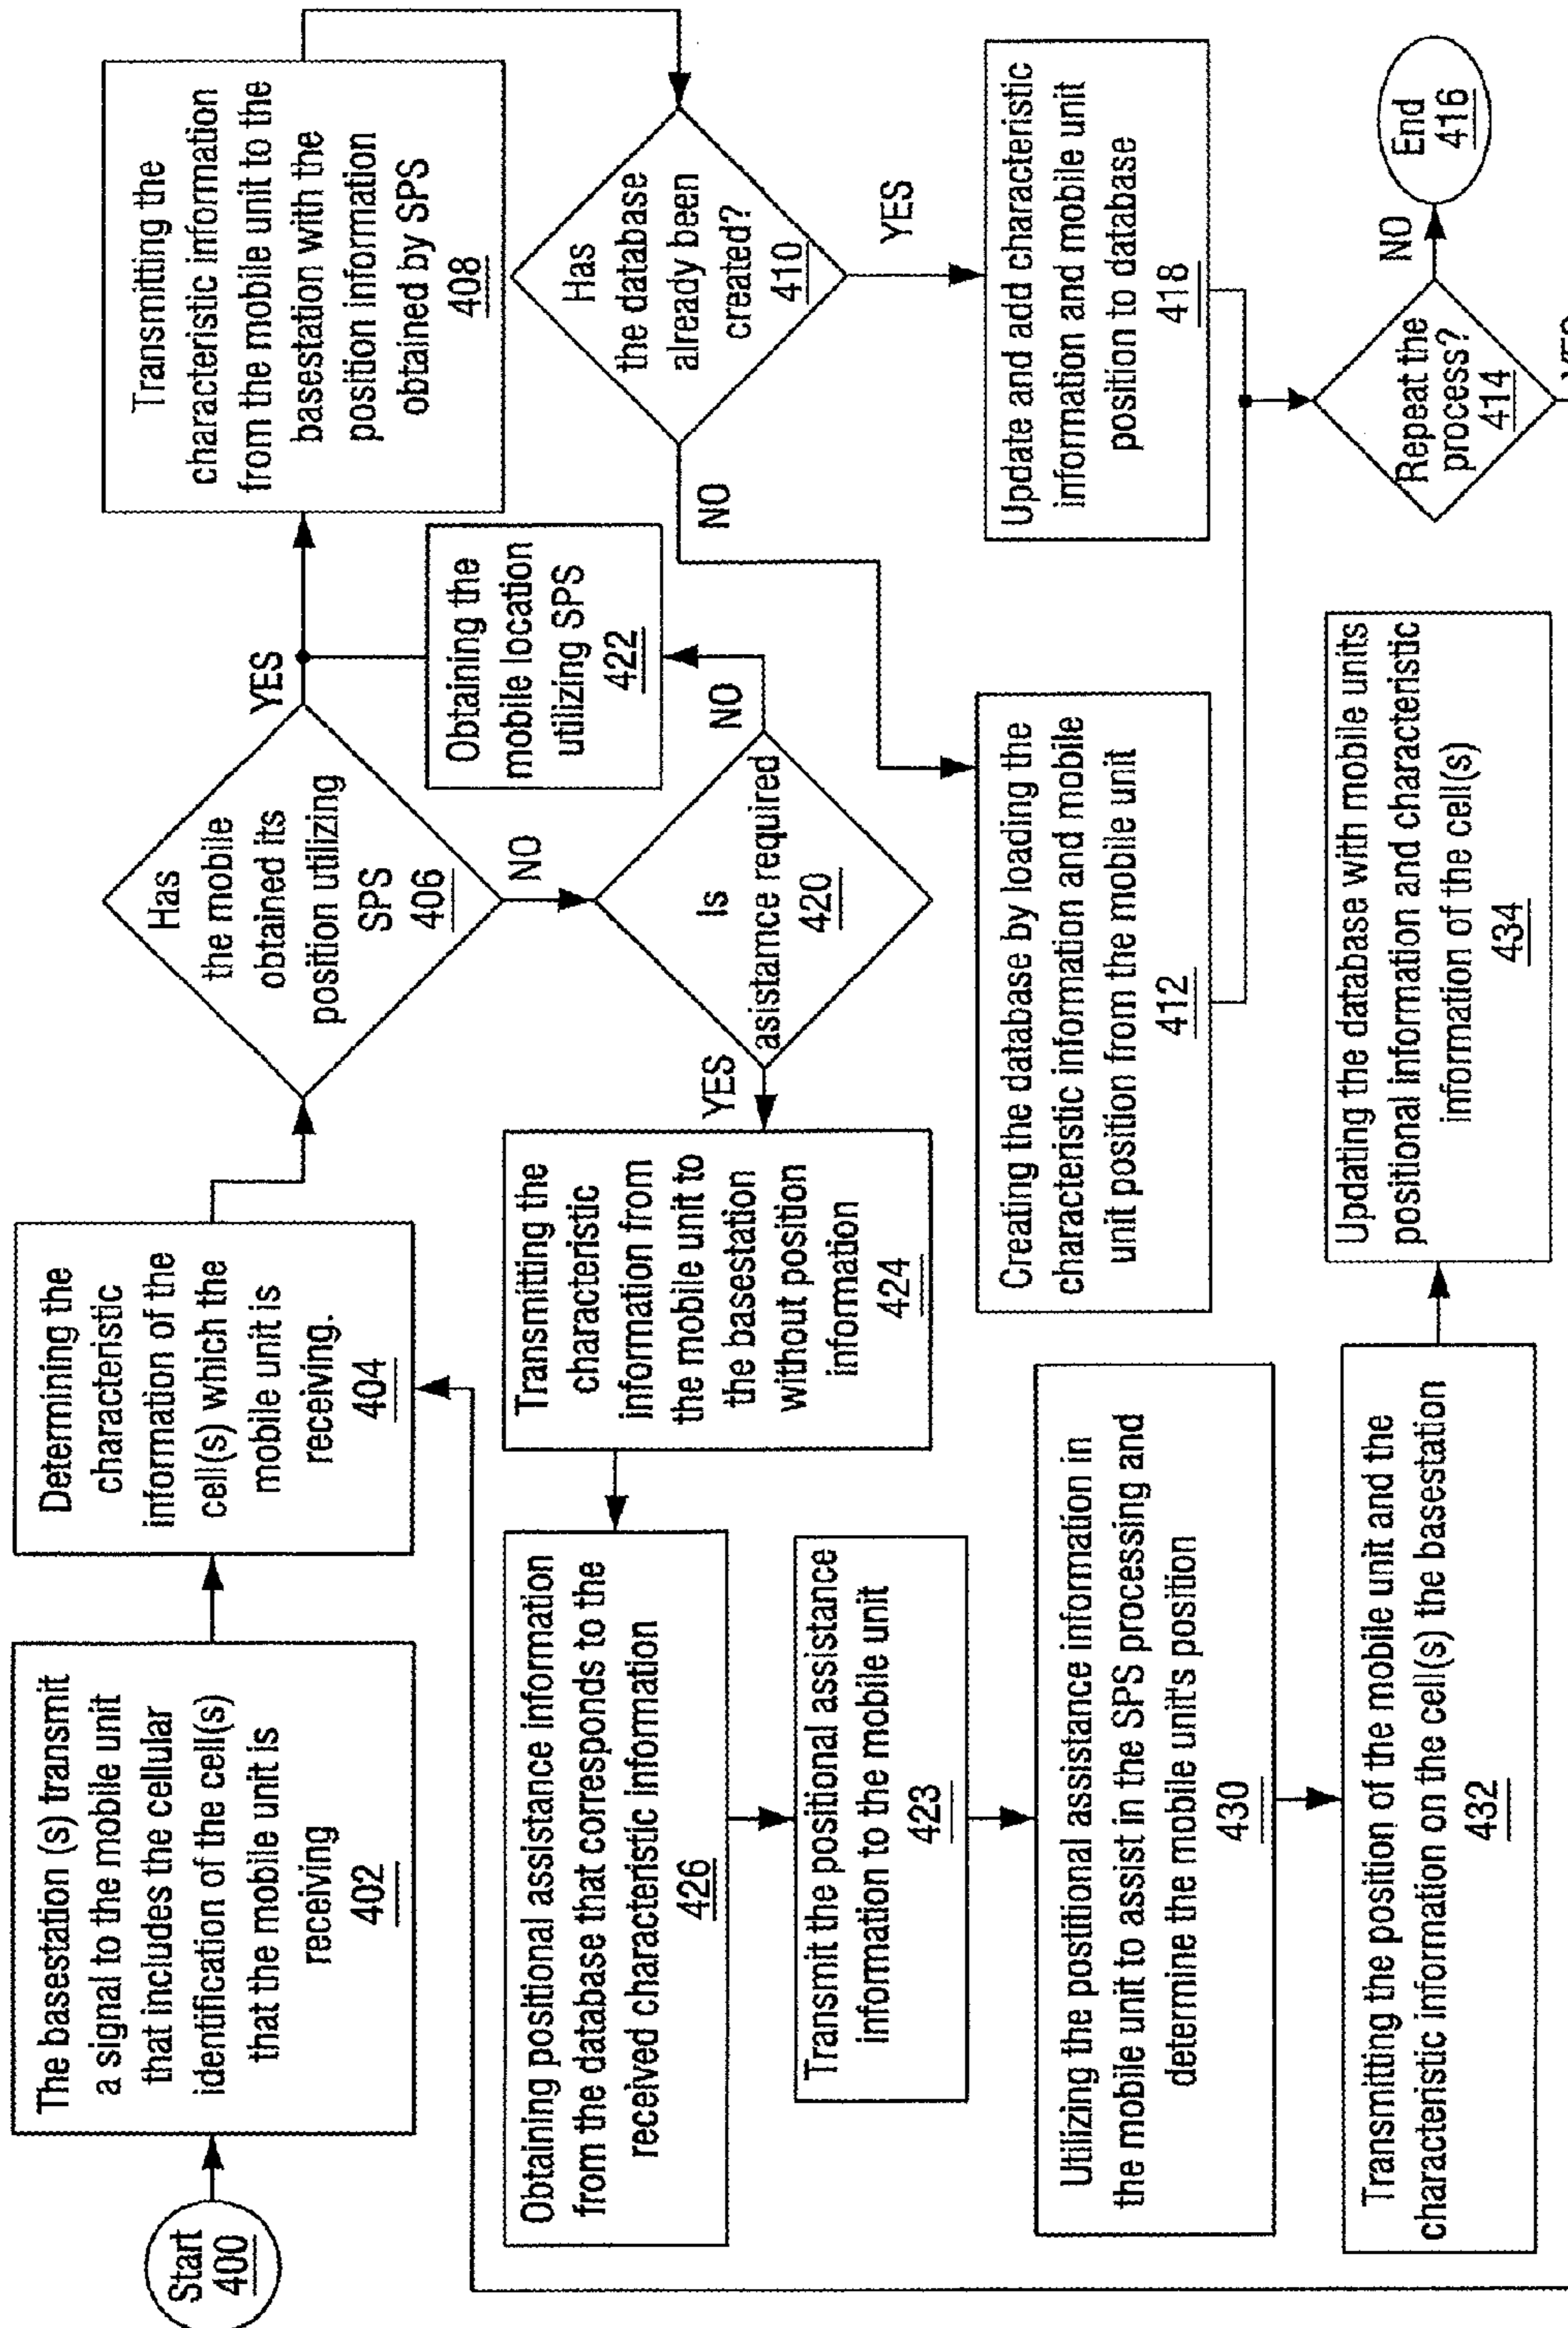 Start
400
The basestation (s) transmit
a signal to the mobile unit
that includes the cellular
identification of the cell(s)
that the mobile unit is
receiving
402
Determining the
characteristic
information of the
cell(s) which the
mobile unit is
receiving.
404
Has
the mobile
obtained its
position utilizing
SPS
406
YES
NO
Transmitting the
characteristic information
from the mobile unit to the
basestation with the
position information
obtained by SPS
408
Obtaining the
mobile location
utilizing SPS
422
Is
asistamce required
420
NO
YES
Has
the database
already been
created?
410
NO
YES
Transmitting the
characteristic
information from
the mobile unit to
the basestation
without position
information
424
Obtaining positional assistance information
from the database that corresponds to the
received characteristic information
426
Transmit the positional assistance
information to the mobile unit
423
Creating the database by loading the
characteristic information and mobile
unit position from the mobile unit
412
Update and add characteristic
information and mobile unit
position to database
418
Utilizing the postitional assistance information in
the mobile unit to assist in the SPS processing and
determine the mobile unit's position
430
Transmitting the position of the mobile unit and the
characteristic information on the cell(s) the basestation
432
Updating the database with mobile units
positional information and characteristic
information of the cell(s)
434
Repeat the
process?
414
NO
YES
End
416